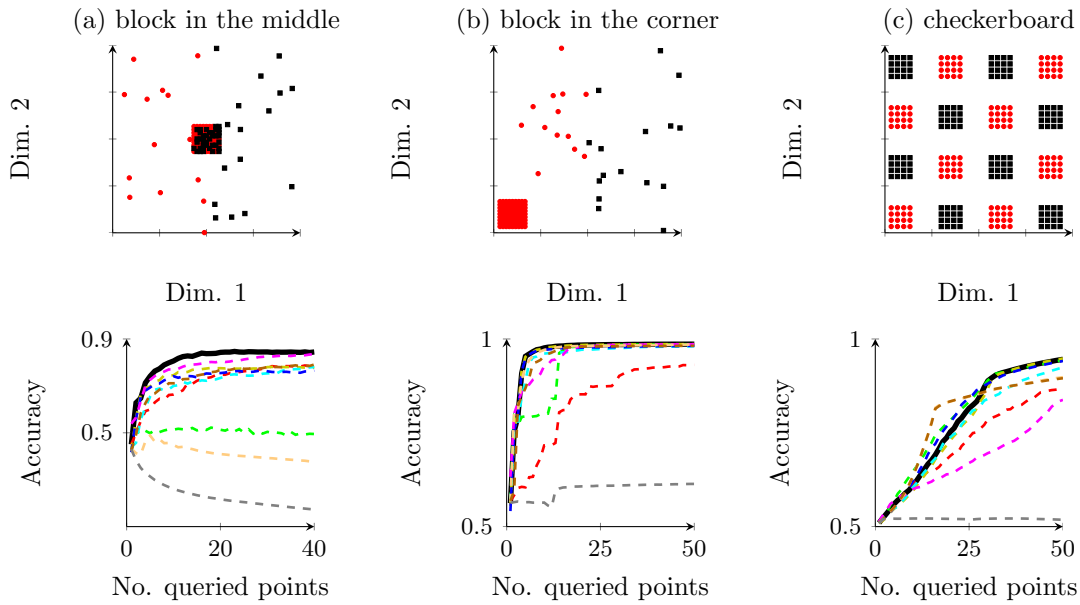 (a) block in the middle
(b) block in the corner
(c) checkerboard
Dim. 2
Dim. 2
Dim. 2
Dim. 1
Dim. 1
Dim. 1
0.9
0.5
0.1
0
20
40
Accuracy
No. queried points
1
0.5
0
25
50
Accuracy
No. queried points
1
0.5
0
25
50
Accuracy
No. queried points